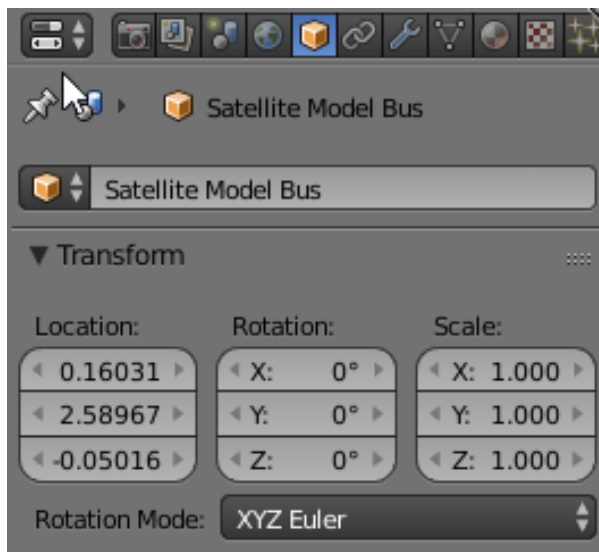 Satellite Model Bus
Satellite Model Bus
Transform
Location: Rotation: Scale:
0.16031 X: 0° X: 1.000
2.58967 Y: 0° Y: 1.000
-0.05016 Z: 0° Z: 1.000
Rotation Mode: XYZ Euler